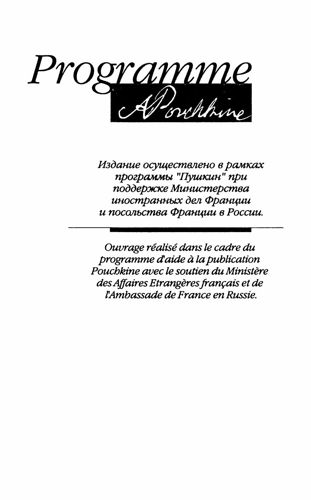 Programme
A Pouchkine
Издание осуществлено в рамках
программы "Пушкин" при
поддержке Министерства
иностранных дел Франции
и посольства Франции в России.
Ouvrage réalisé dans le cadre du
programme d'aide à la publication
Pouchkine avec le soutien du Ministère
des Affaires Etrangères français et de
l'Ambassade de France en Russie.